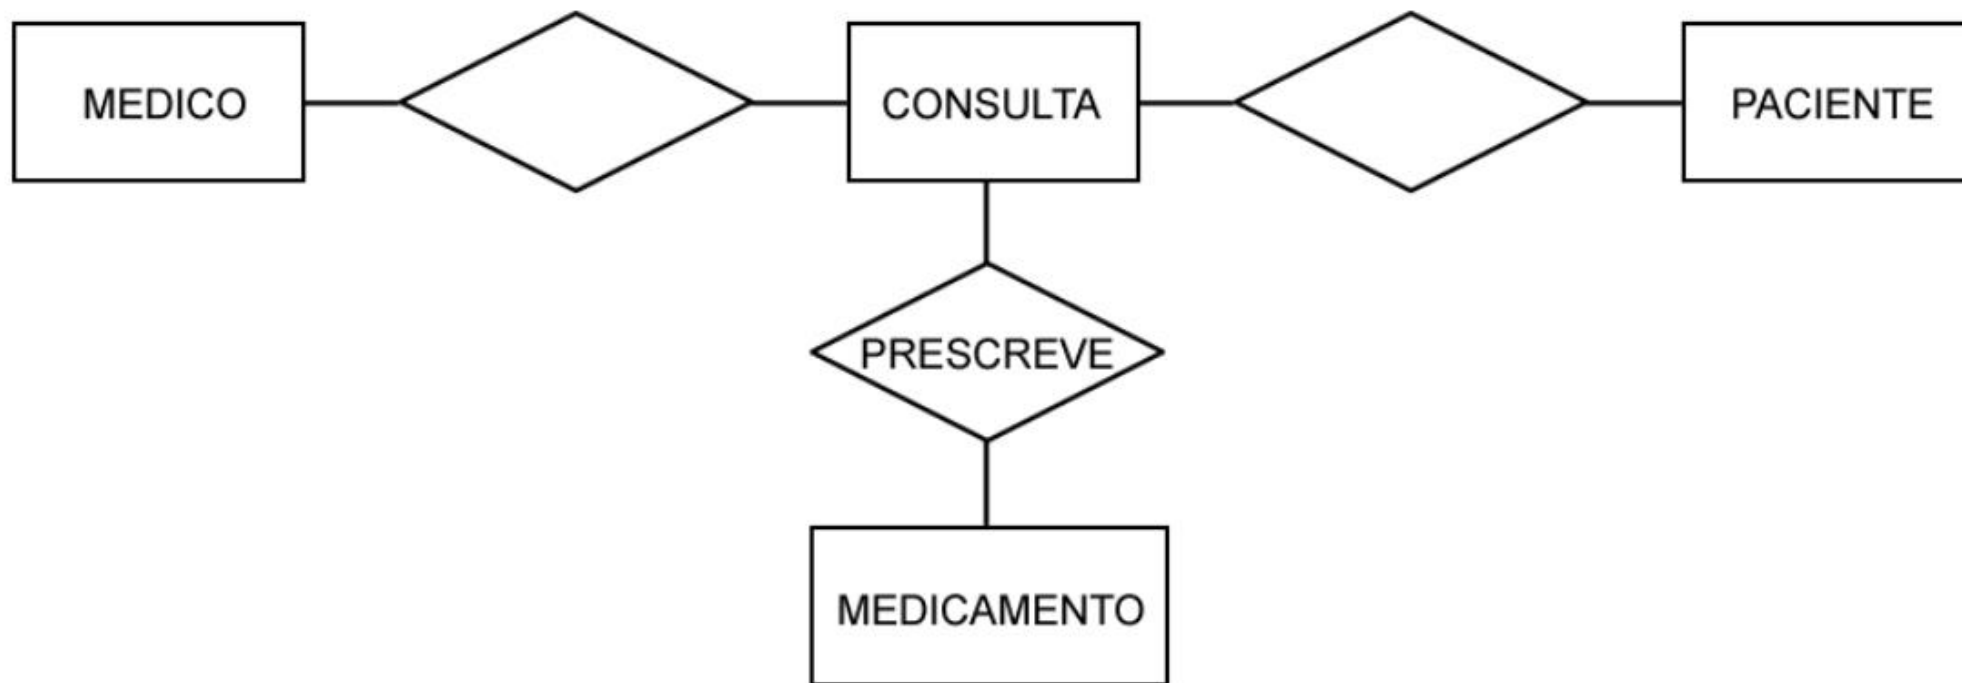 MEDICO
CONSULTA
PACIENTE
PRESCREVE
MEDICAMENTO